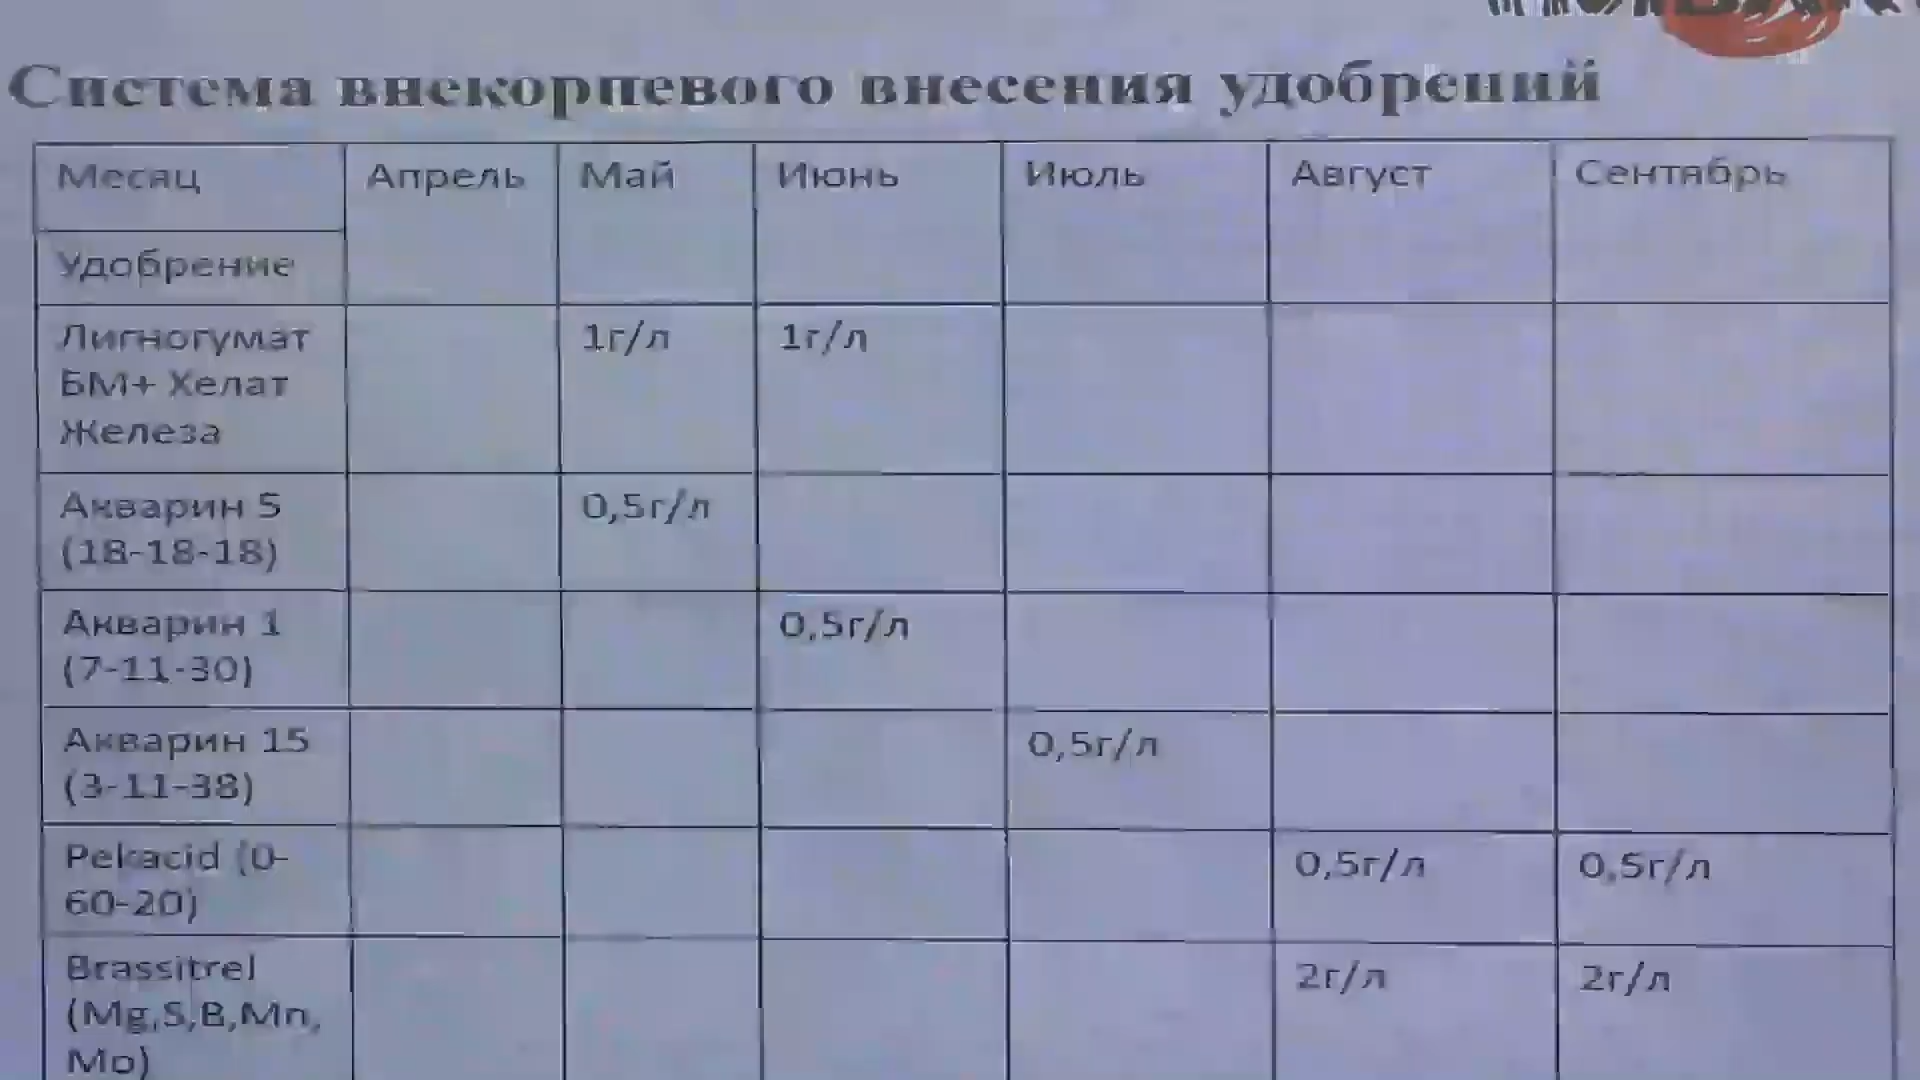 Система внекорневого внесения удобрений
Месяц Апрель Май Июнь Июль Август Сентябрь
Удобрение
Лигногумат 1г/л 1г/л
БМ+ Хелат
Железа
Акварин 5 0,5г/л
(18-18-18)
Акварин 1 0,5г/л
(7-11-30)
Акварин 15 0,5г/л
(3-11-38)
Pekacid (0- 0,5г/л 0,5г/л
60-20)
Brassitrel 2г/л 2г/л
(Mg,S,B,Mn,
Mo)